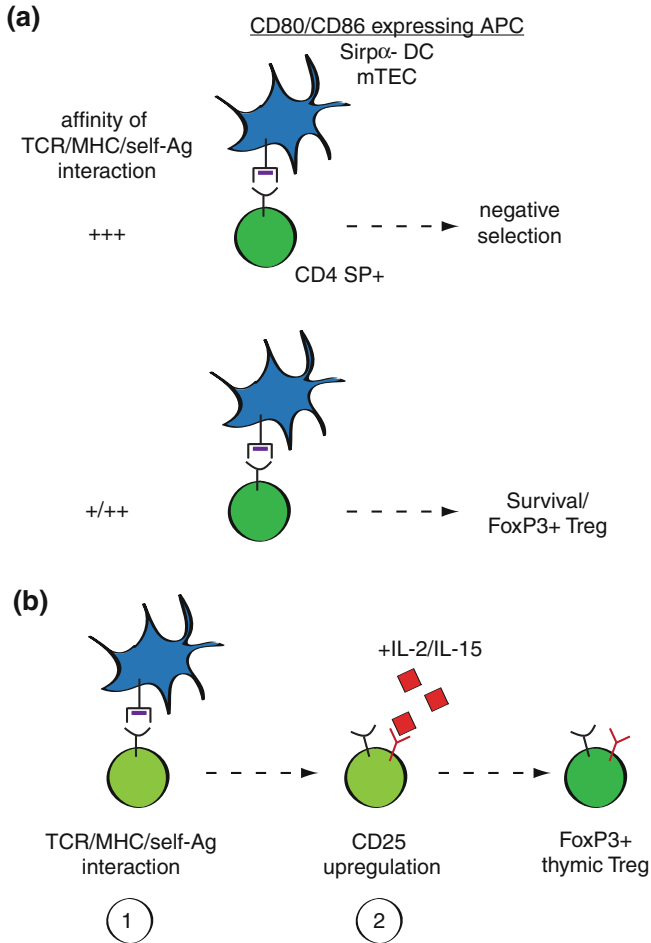 (a)
CD80/CD86 expressing APC
Sirpα- DC
mTEC
affinity of
TCR/MHC/self-Ag
interaction
+++
negative
selection
CD4 SP+
+/++
Survival/
FoxP3+ Treg
(b)
+IL-2/IL-15
TCR/MHC/self-Ag
interaction
CD25
upregulation
FoxP3+
thymic Treg
1
2